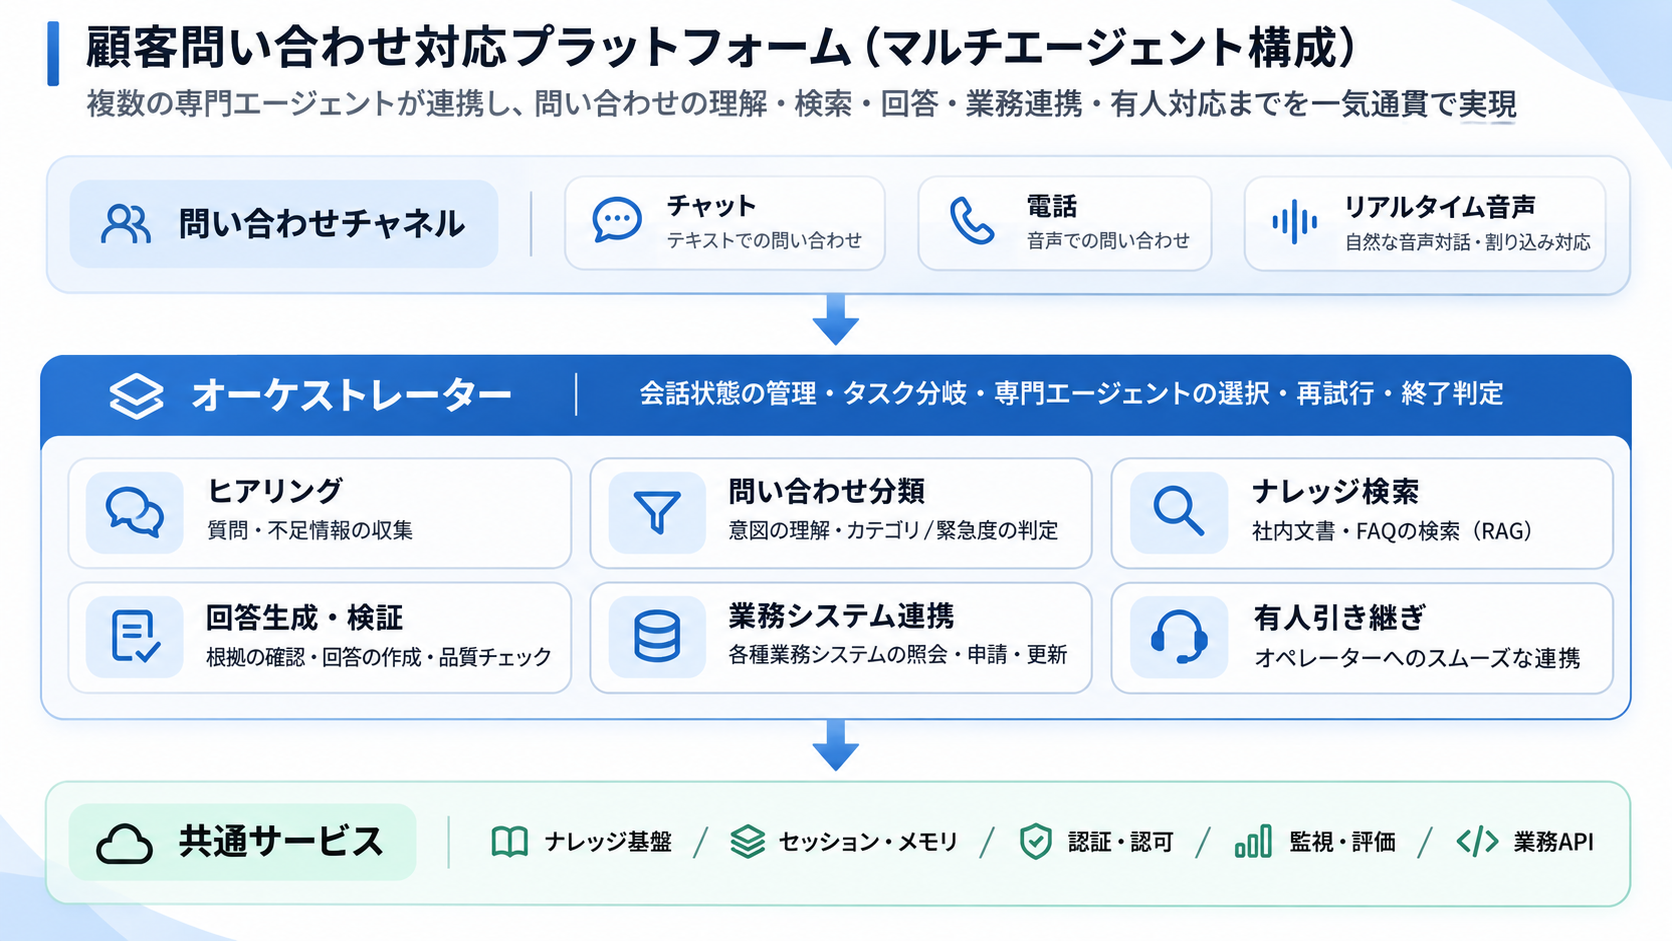 顧客問い合わせ対応プラットフォーム（マルチエージェント構成）
複数の専門エージェントが連携し、問い合わせの理解・検索・回答・業務連携・有人対応までを一気通貫で実現
問い合わせチャネル
チャット
テキストでの問い合わせ
電話
音声での問い合わせ
リアルタイム音声
自然な音声対話・割り込み対応
オーケストレーター
会話状態の管理・タスク分岐・専門エージェントの選択・再試行・終了判定
ヒアリング
質問・不足情報の収集
問い合わせ分類
意図の理解・カテゴリ/緊急度の判定
ナレッジ検索
社内文書・FAQの検索（RAG）
回答生成・検証
根拠の確認・回答の作成・品質チェック
業務システム連携
各種業務システムの照会・申請・更新
有人引き継ぎ
オペレーターへのスムーズな連携
共通サービス
ナレッジ基盤 / セッション・メモリ / 認証・認可 / 監視・評価 / 業務API